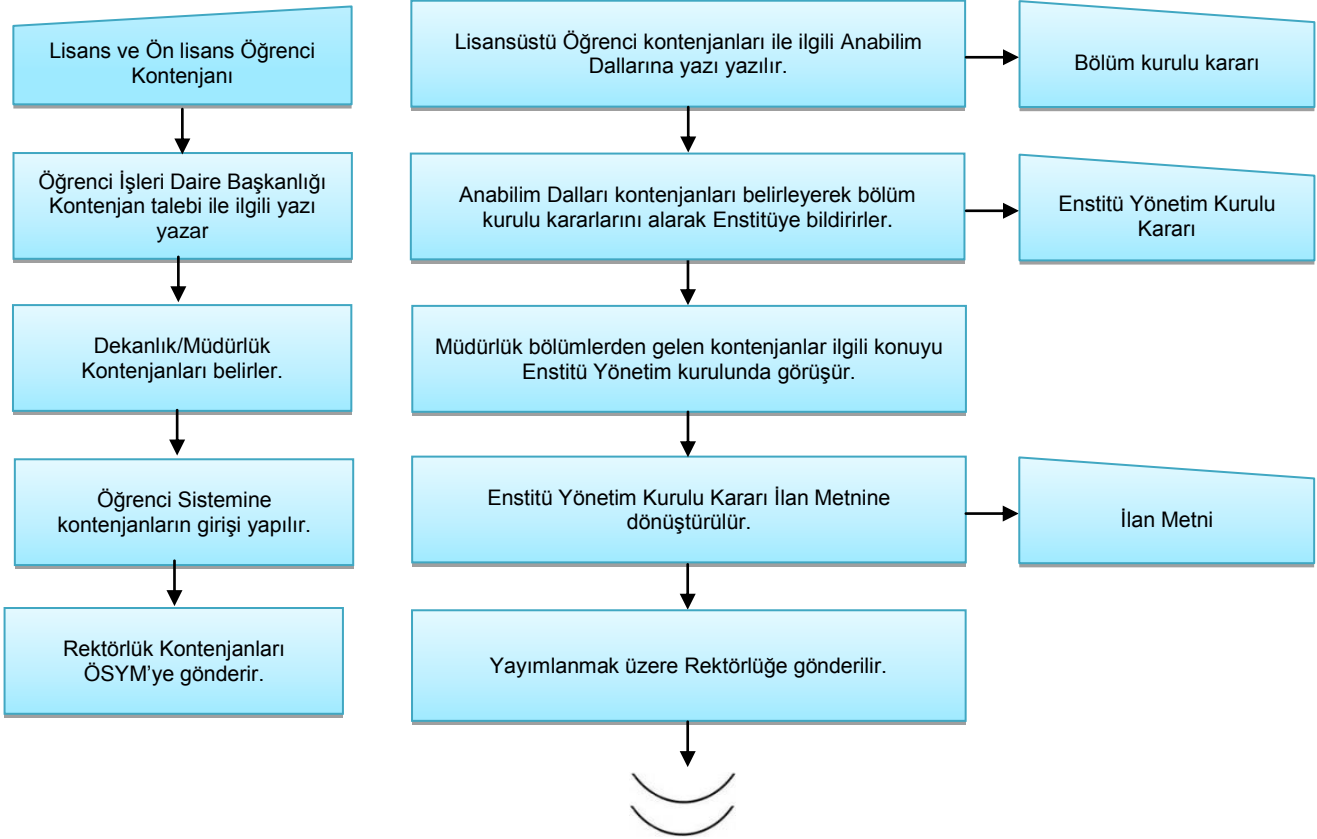 Lisans ve Ön lisans Öğrenci
Kontenjanı
Öğrenci İşleri Daire Başkanlığı
Kontenjan talebi ile ilgili yazı
yazar
Dekanlık/Müdürlük
Kontenjanları belirler.
Öğrenci Sistemine
kontenjanların girişi yapılır.
Rektörlük Kontenjanları
ÖSYM’ye gönderir.
Lisansüstü Öğrenci kontenjanları ile ilgili Anabilim
Dallarına yazı yazılır.
Bölüm kurulu kararı
Anabilim Dalları kontenjanları belirleyerek bölüm
kurulu kararlarını alarak Enstitüye bildirirler.
Enstitü Yönetim Kurulu
Kararı
Müdürlük bölümlerden gelen kontenjanlar ilgili konuyu
Enstitü Yönetim kurulunda görüşür.
Enstitü Yönetim Kurulu Kararı İlan Metnine
dönüştürülür.
İlan Metni
Yayımlanmak üzere Rektörlüğe gönderilir.